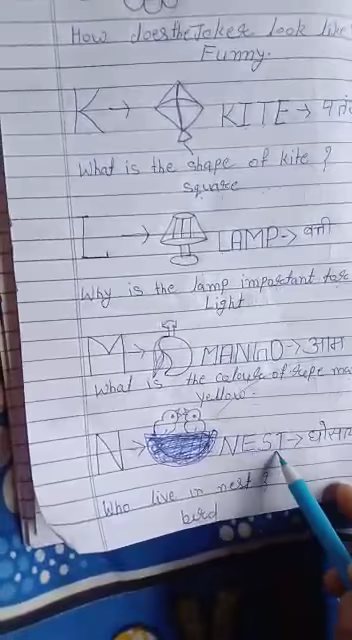 How does the Joker look like
Funny.
K → KITE →
What is the shape of kite ?
square
L → LAMP → बत्ती
Why is the lamp important for
Light
M → MANGO → आम
What is the colour of ripe ma
yellow.
N → NEST → घोसला
Who live in nest ?
bird